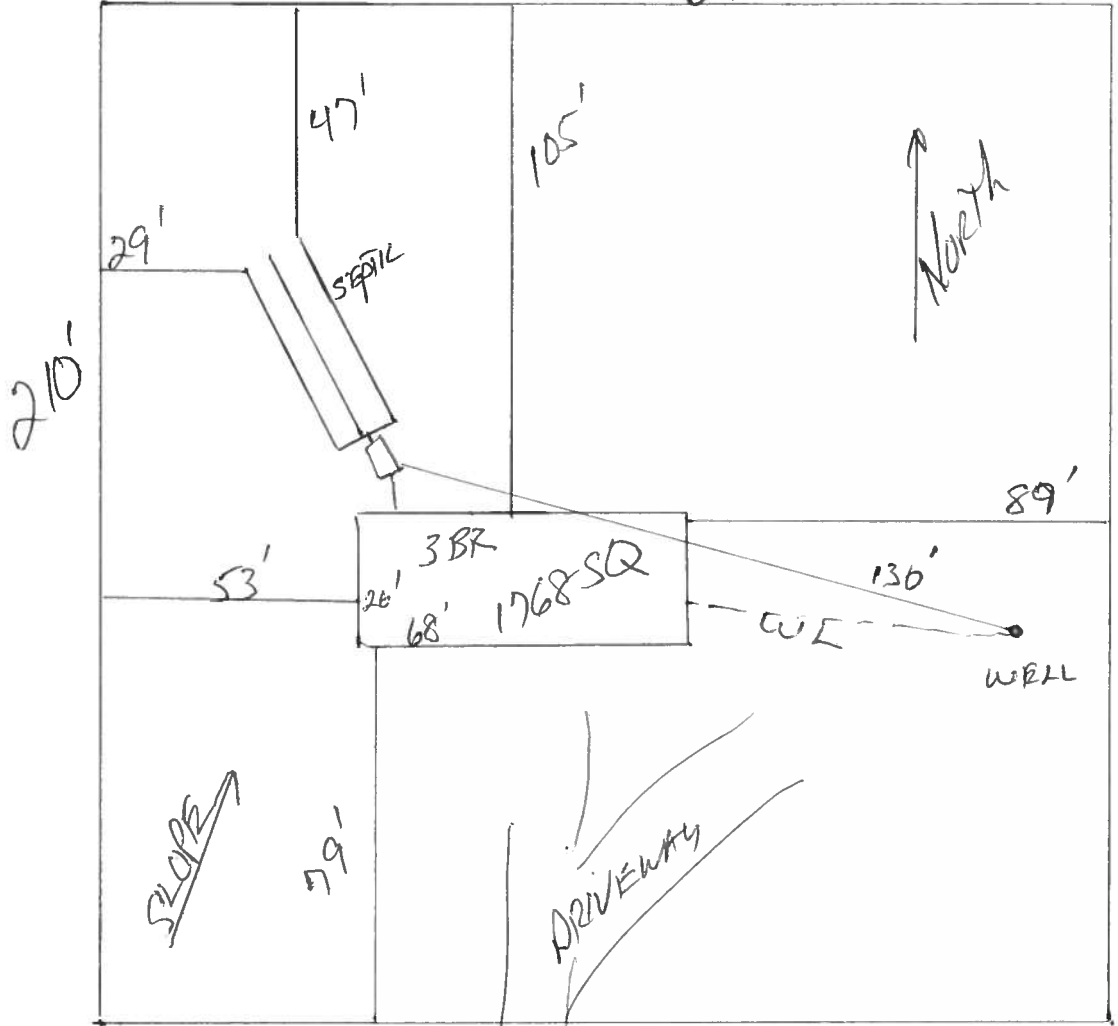 47'
105'
North
29'
SEPTIC
210'
89'
3BR
1768 SQ
130'
53'
26'
68'
WELL
SLOPE
79'
DRIVEWAY